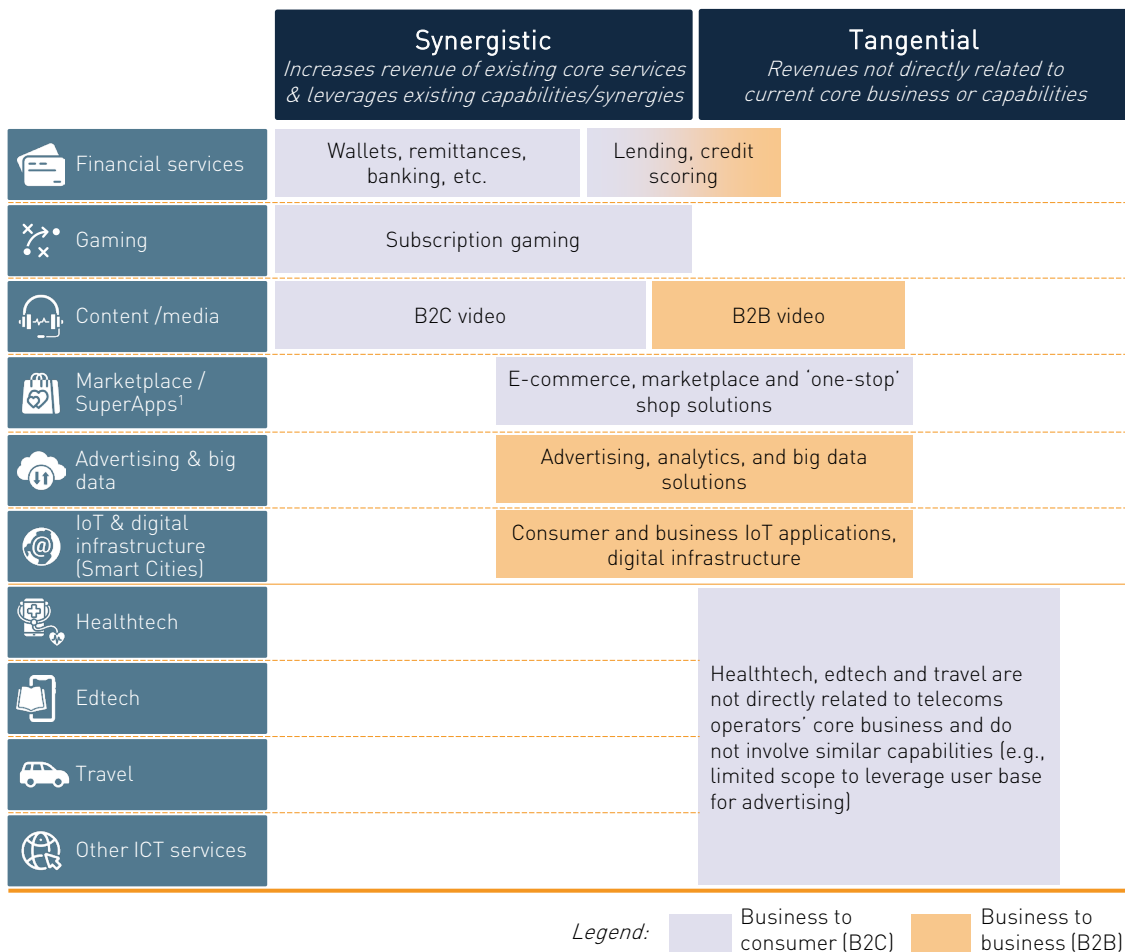 Synergistic
Increases revenue of existing core services
& leverages existing capabilities/synergies
Tangential
Revenues not directly related to
current core business or capabilities
Financial services
Wallets, remittances,
banking, etc.
Lending, credit
scoring
Gaming
Subscription gaming
Content /media
B2C video
B2B video
Marketplace /
SuperApps¹
E-commerce, marketplace and ‘one-stop’
shop solutions
Advertising & big
data
Advertising, analytics, and big data
solutions
IoT & digital
infrastructure
(Smart Cities)
Consumer and business IoT applications,
digital infrastructure
Healthtech
Edtech
Travel
Other ICT services
Healthtech, edtech and travel are
not directly related to telecoms
operators’ core business and do
not involve similar capabilities (e.g.,
limited scope to leverage user base
for advertising)
Legend:
Business to
consumer (B2C)
Business to
business (B2B)